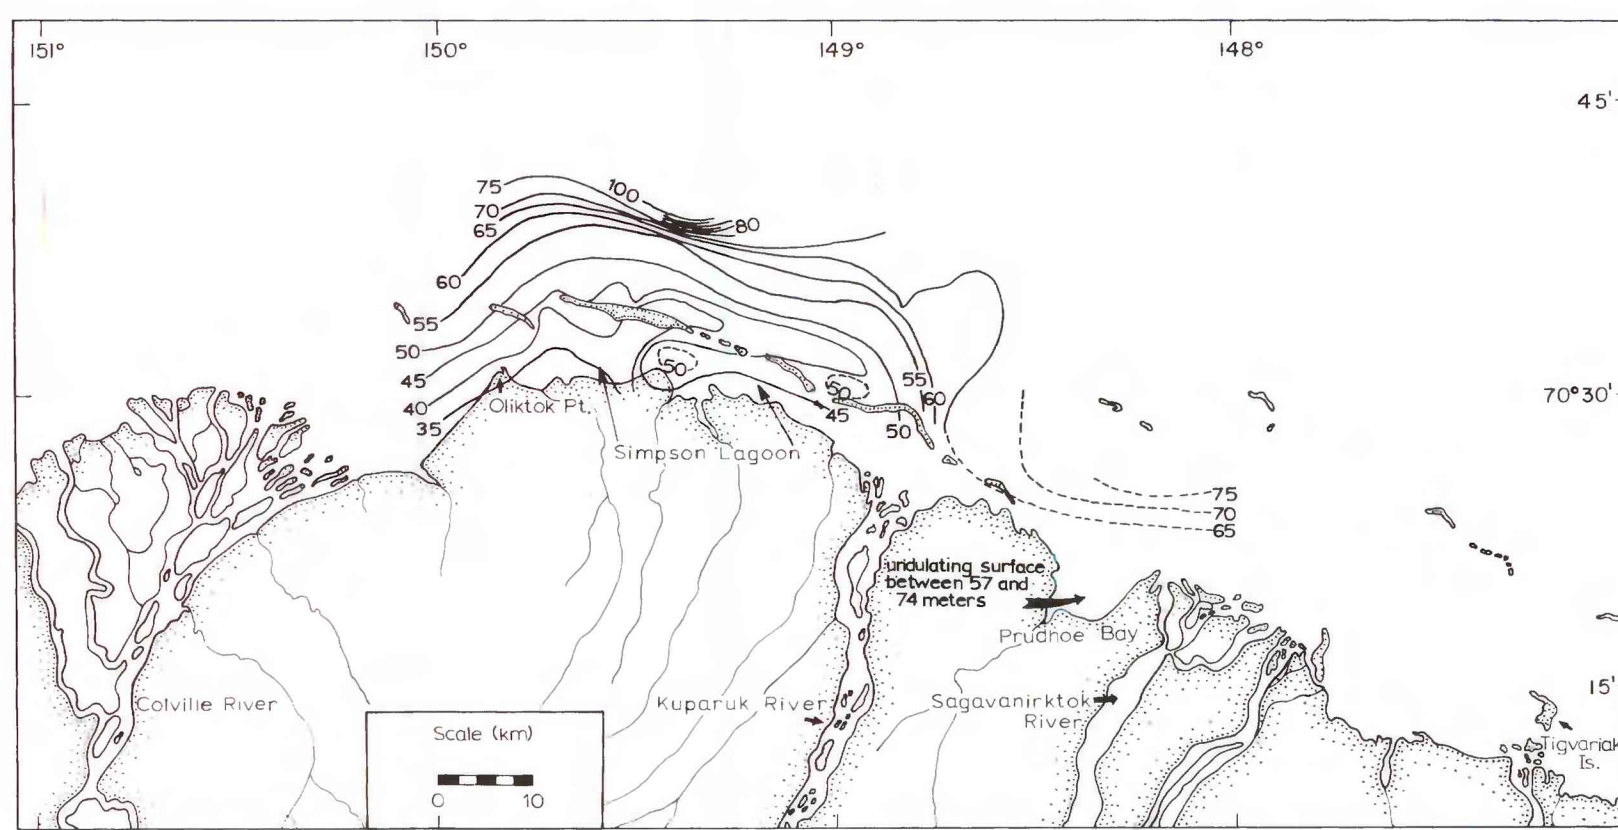 151°
150°
149°
148°
45'
75
100
70
80
65
60
55
50
50
45
50
55
60
40
45
70°30'
Oliktok Pt.
35
50
Simpson Lagoon
75
70
65
undulating surface
between 57 and
74 meters
Prudhoe Bay
15'
Colville River
Kuparuk River
Sagavanirktok
River
Scale (km)
Tigvariak
Is.
0
10